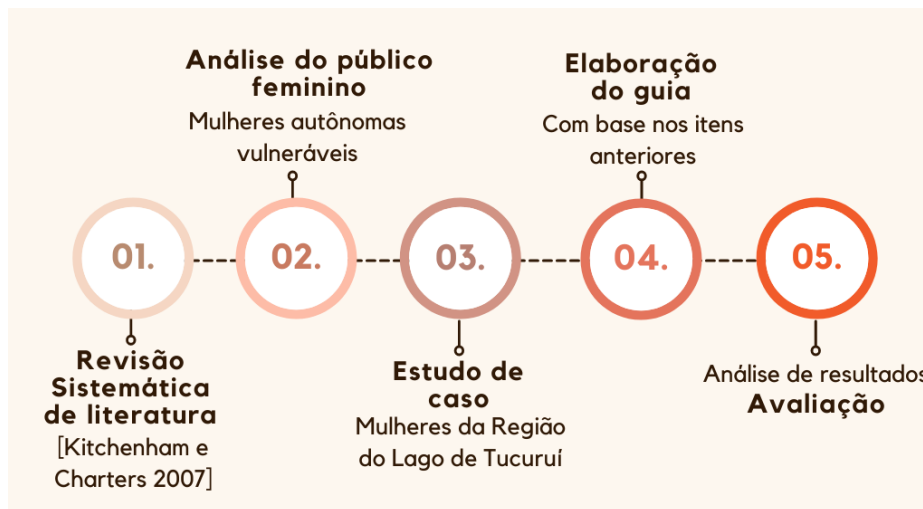 01.
Revisão
Sistemática
de literatura
[Kitchenham e
Charters 2007]
Análise do público
feminino
Mulheres autônomas
vulneráveis
02.
03.
Estudo de
caso
Mulheres da Região
do Lago de Tucuruí
Elaboração
do guia
Com base nos itens
anteriores
04.
05.
Análise de resultados
Avaliação